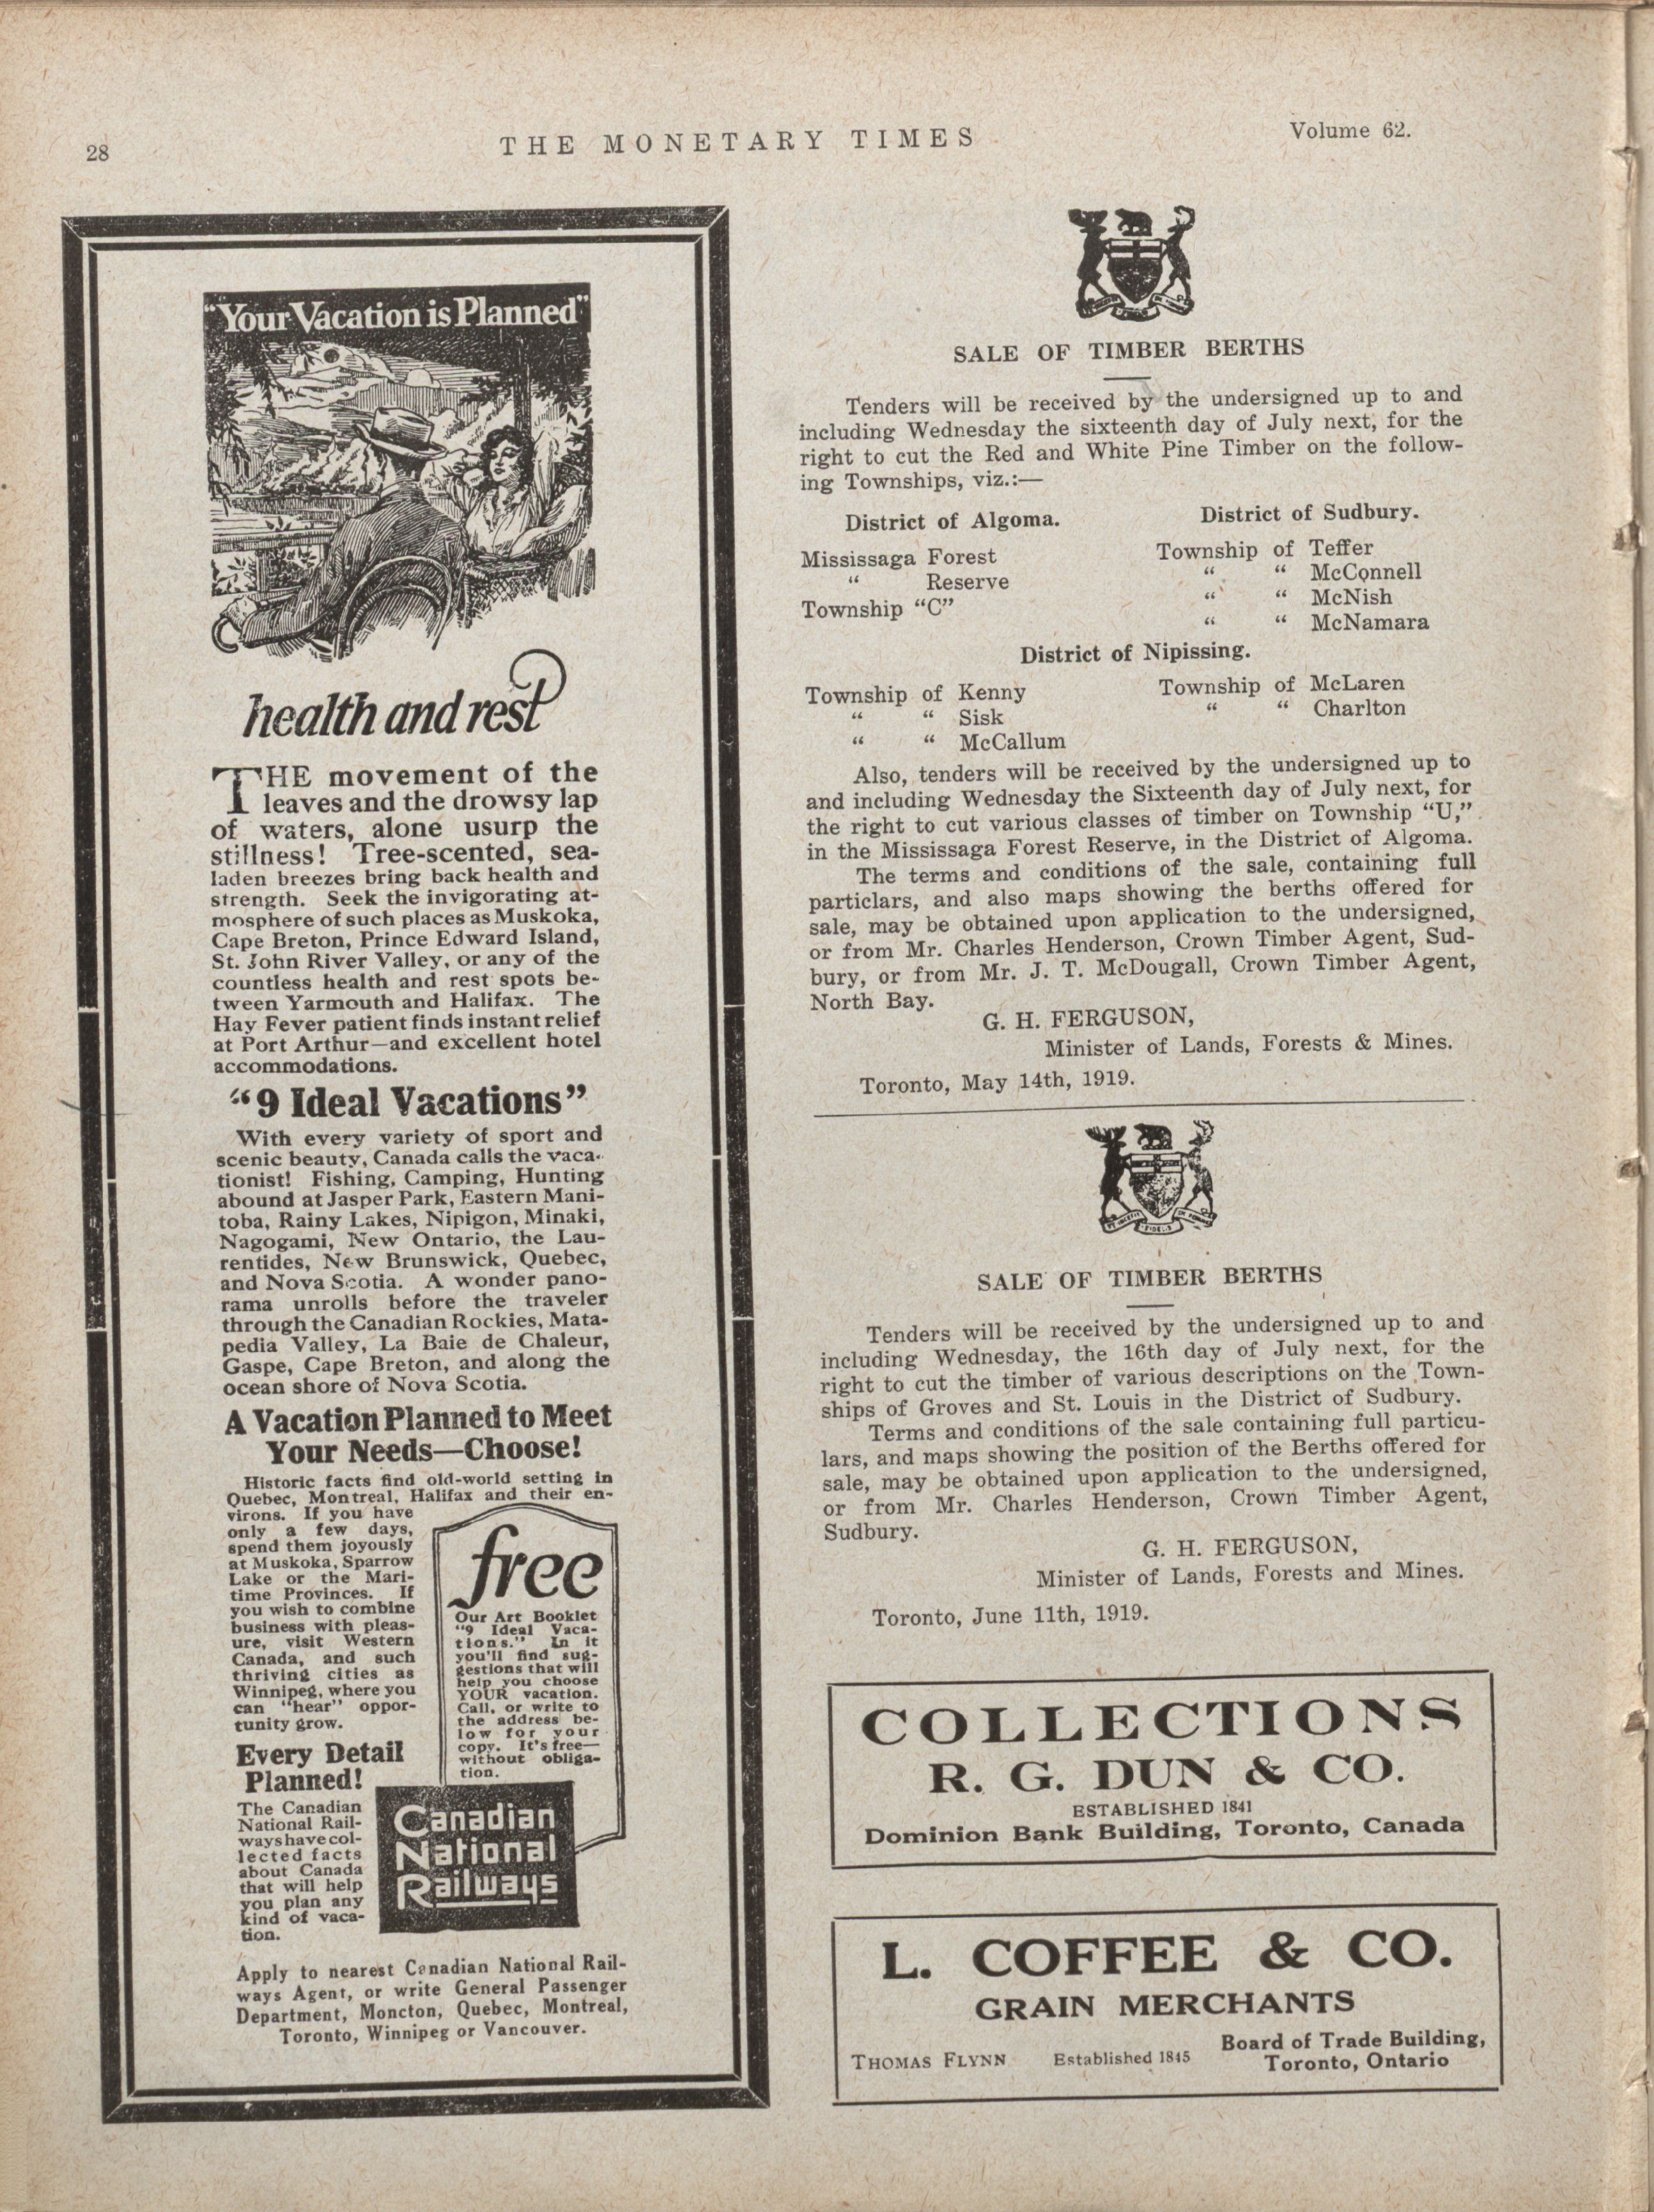 28
THE MONETARY TIMES
Volume 62.
"Your Vacation is Planned"
health and rest
THE movement of the
leaves and the drowsy lap
of waters, alone usurp the
stillness! Tree-scented, sea-
laden breezes bring back health and
strength. Seek the invigorating at-
mosphere of such places as Muskoka,
Cape Breton, Prince Edward Island,
St. John River Valley, or any of the
countless health and rest spots be-
tween Yarmouth and Halifax. The
Hay Fever patient finds instant relief
at Port Arthur—and excellent hotel
accommodations.
"9 Ideal Vacations"
With every variety of sport and
scenic beauty, Canada calls the vaca-
tionist! Fishing, Camping, Hunting
abound at Jasper Park, Eastern Mani-
toba, Rainy Lakes, Nipigon, Minaki,
Nagogami, New Ontario, the Lau-
rentides, New Brunswick, Quebec,
and Nova Scotia. A wonder pano-
rama unrolls before the traveler
through the Canadian Rockies, Mata-
pedia Valley, La Baie de Chaleur,
Gaspe, Cape Breton, and along the
ocean shore of Nova Scotia.
A Vacation Planned to Meet
Your Needs—Choose!
Historic facts find old-world setting in
Quebec, Montreal, Halifax and their en-
virons. If you have
only a few days,
spend them joyously
at Muskoka, Sparrow
Lake or the Mari-
time Provinces. If
you wish to combine
business with pleas-
ure, visit Western
Canada, and such
thriving cities as
Winnipeg, where you
can "hear" oppor-
tunity grow.
Every Detail
Planned!
The Canadian
National Rail-
ways have col-
lected facts
about Canada
that will help
you plan any
kind of vaca-
tion.
free
Our Art Booklet
"9 Ideal Vaca-
tions." In it
you'll find sug-
gestions that will
help you choose
YOUR vacation.
Call, or write to
the address be-
low for your
copy. It's free—
without obliga-
tion.
Canadian
National
Railways
Apply to nearest Canadian National Rail-
ways Agent, or write General Passenger
Department, Moncton, Quebec, Montreal,
Toronto, Winnipeg or Vancouver.
SALE OF TIMBER BERTHS
Tenders will be received by the undersigned up to and
including Wednesday the sixteenth day of July next, for the
right to cut the Red and White Pine Timber on the follow-
ing Townships, viz.:—
District of Algoma.
Mississaga Forest
" Reserve
Township "C"
District of Sudbury.
Township of Teffer
" " McConnell
" " McNish
" " McNamara
District of Nipissing.
Township of Kenny
" " Sisk
" " McCallum
Township of McLaren
" " Charlton
Also, tenders will be received by the undersigned up to
and including Wednesday the Sixteenth day of July next, for
the right to cut various classes of timber on Township "U,"
in the Mississaga Forest Reserve, in the District of Algoma.
The terms and conditions of the sale, containing full
particlars, and also maps showing the berths offered for
sale, may be obtained upon application to the undersigned,
or from Mr. Charles Henderson, Crown Timber Agent, Sud-
bury, or from Mr. J. T. McDougall, Crown Timber Agent,
North Bay.
G. H. FERGUSON,
Minister of Lands, Forests & Mines.
Toronto, May 14th, 1919.
SALE OF TIMBER BERTHS
Tenders will be received by the undersigned up to and
including Wednesday, the 16th day of July next, for the
right to cut the timber of various descriptions on the Town-
ships of Groves and St. Louis in the District of Sudbury.
Terms and conditions of the sale containing full particu-
lars, and maps showing the position of the Berths offered for
sale, may be obtained upon application to the undersigned,
or from Mr. Charles Henderson, Crown Timber Agent,
Sudbury.
G. H. FERGUSON,
Minister of Lands, Forests and Mines.
Toronto, June 11th, 1919.
COLLECTIONS
R. G. DUN & CO.
ESTABLISHED 1841
Dominion Bank Building, Toronto, Canada
L. COFFEE & CO.
GRAIN MERCHANTS
THOMAS FLYNN
Established 1845
Board of Trade Building,
Toronto, Ontario